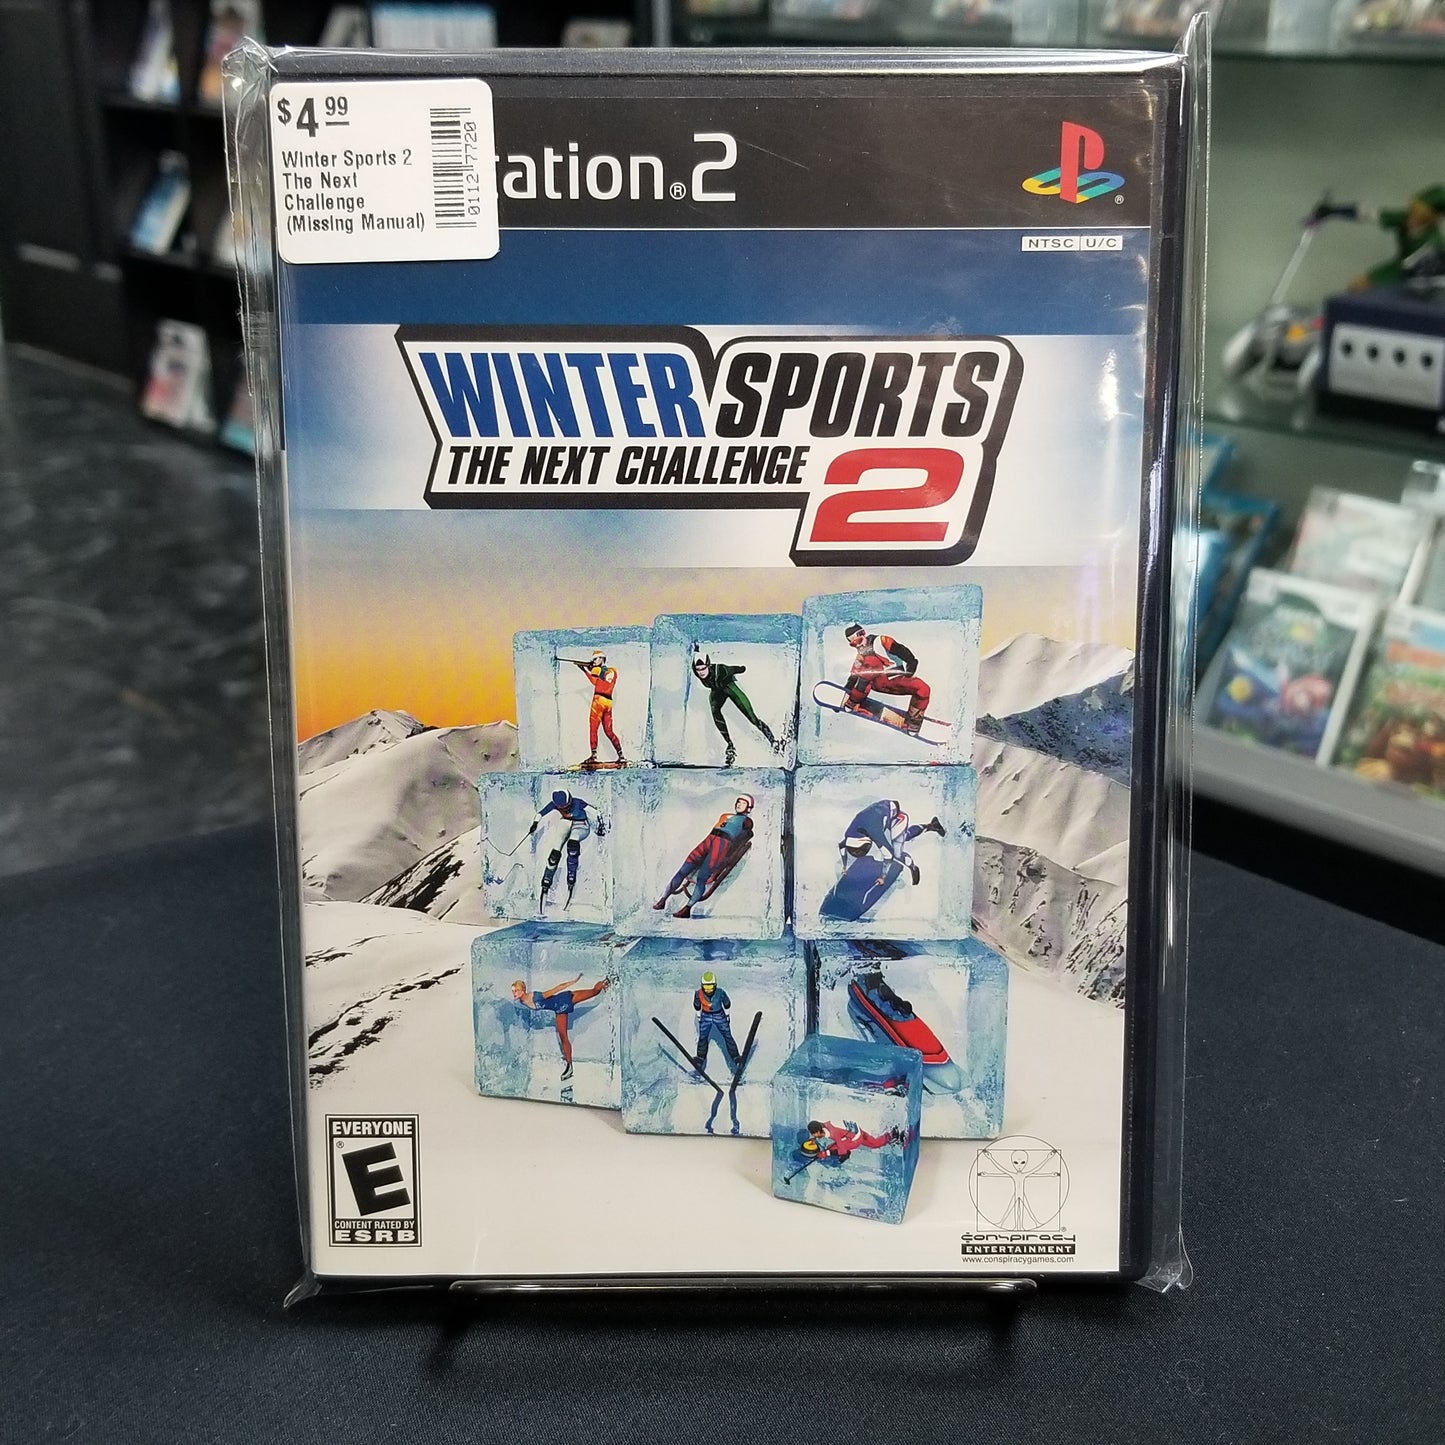 $4.99
Winter Sports 2
The Next
Challenge
(Missing Manual)
0112 7720
tation®2
®
NTSC U/C
WINTER SPORTS
THE NEXT CHALLENGE 2
EVERYONE
E
®
CONTENT RATED BY
ESRB
®
conspiracy
ENTERTAINMENT
www.conspiracygames.com